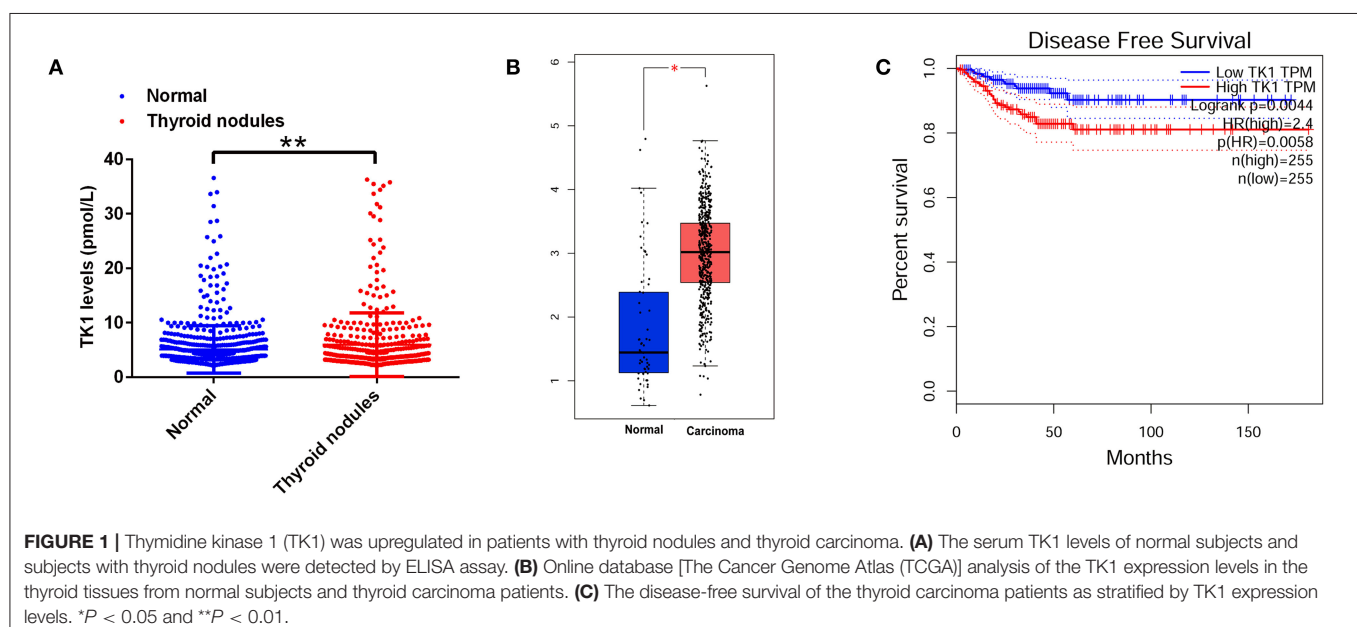 A
Normal
Thyroid nodules
**
TK1 levels (pmol/L)
40
30
20
10
0
Normal
Thyroid nodules
B
*
6
5
4
3
2
1
Normal
Carcinoma
C
Disease Free Survival
Low TK1 TPM
High TK1 TPM
Logrank p=0.0044
HR(high)=2.4
p(HR)=0.0058
n(high)=255
n(low)=255
Percent survival
1.0
0.8
0.6
0.4
0.2
0.0
0 50 100 150
Months
FIGURE 1 | Thymidine kinase 1 (TK1) was upregulated in patients with thyroid nodules and thyroid carcinoma. (A) The serum TK1 levels of normal subjects and
subjects with thyroid nodules were detected by ELISA assay. (B) Online database [The Cancer Genome Atlas (TCGA)] analysis of the TK1 expression levels in the
thyroid tissues from normal subjects and thyroid carcinoma patients. (C) The disease-free survival of the thyroid carcinoma patients as stratified by TK1 expression
levels. *P < 0.05 and **P < 0.01.